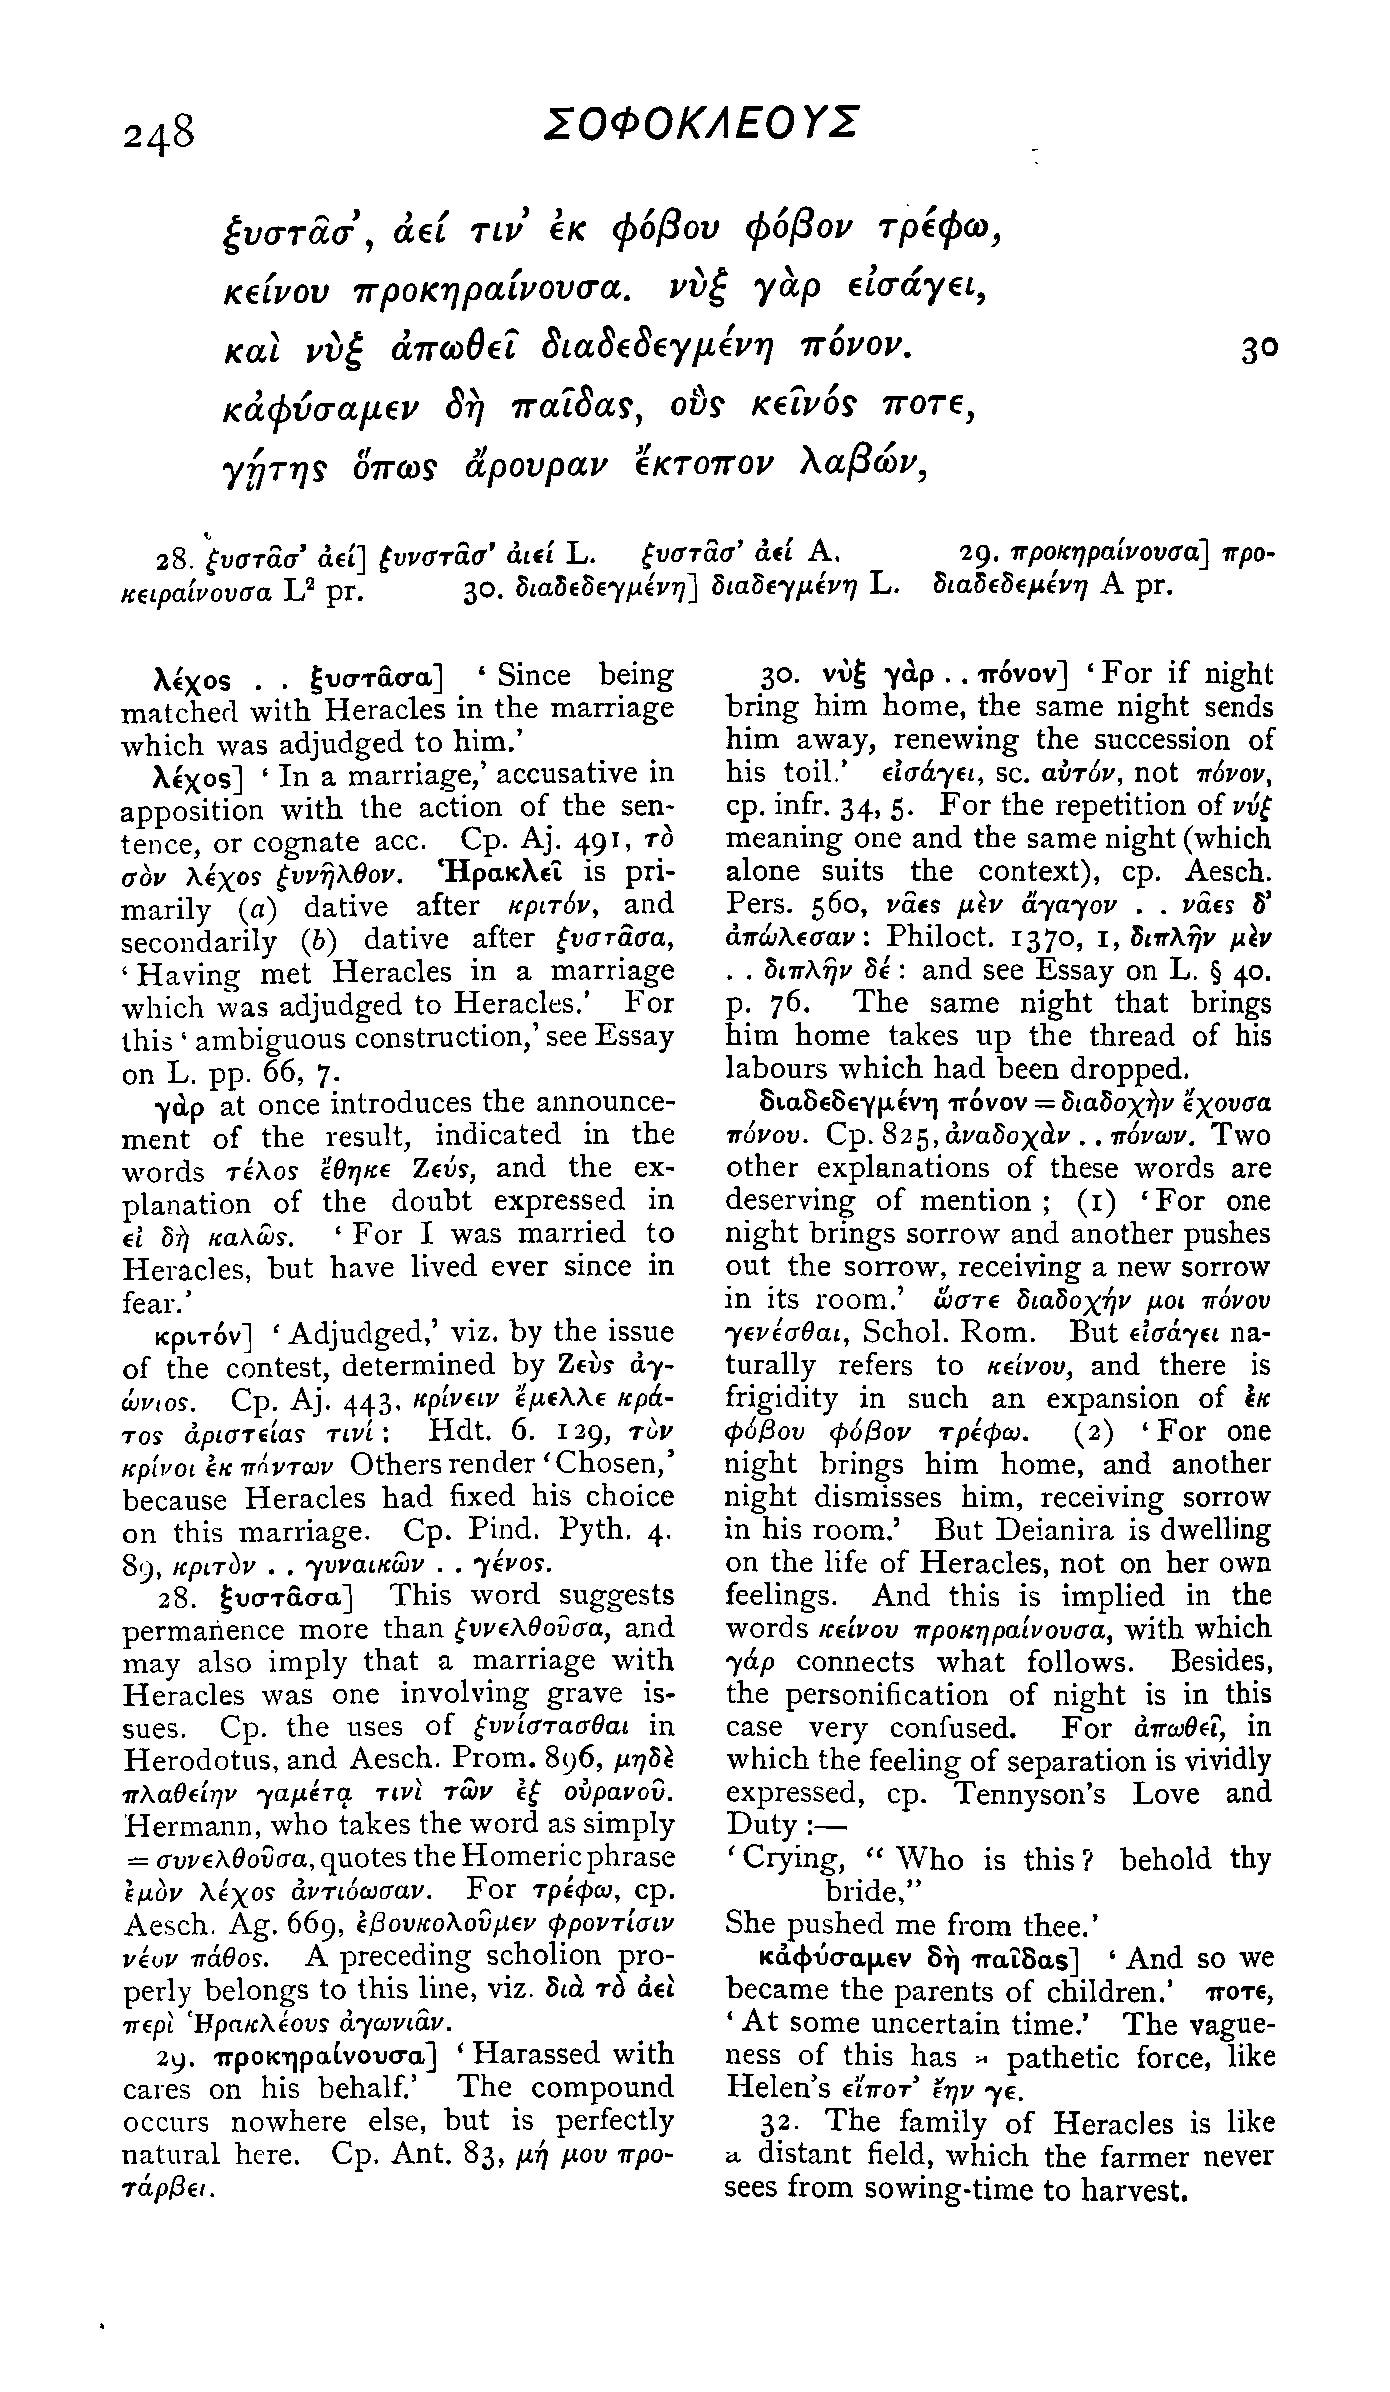 248 ΣΟΦΟΚΛΕΟΥΣ
ξυστᾶσ’, ἀεί τιν’ ἐκ φόβου φόβον τρέφω,
κείνου προκηραίνουσα. νὺξ γὰρ εἰσάγει,
καὶ νὺξ ἀπωθεῖ διαδεδεγμένη πόνον. 30
κἀφύσαμεν δὴ παῖδας, οὓς κεῖνός ποτε,
γῄτης ὅπως ἄρουραν ἔκτοπον λαβών,
28. ξυστᾶσ’ ἀεί] ξυνστᾶσ’ ἀιεί L. ξυστᾶσ’ ἀεί A. 29. προκηραίνουσα] προ-
κειραίνουσα L² pr. 30. διαδεδεγμένη] διαδεγμένη L. διαδεδεμένη A pr.
λέχος . . ξυστᾶσα] ‘ Since being
matched with Heracles in the marriage
which was adjudged to him.’
λέχος] ‘ In a marriage,’ accusative in
apposition with the action of the sen-
tence, or cognate acc. Cp. Aj. 491, τὸ
σὸν λέχος ξυνῆλθον. Ἡρακλεῖ is pri-
marily (a) dative after κριτόν, and
secondarily (b) dative after ξυστᾶσα,
‘ Having met Heracles in a marriage
which was adjudged to Heracles.’ For
this ‘ ambiguous construction,’ see Essay
on L. pp. 66, 7.
γὰρ at once introduces the announce-
ment of the result, indicated in the
words τέλος ἔθηκε Ζεύς, and the ex-
planation of the doubt expressed in
εἰ δὴ καλῶς. ‘ For I was married to
Heracles, but have lived ever since in
fear.’
κριτόν] ‘ Adjudged,’ viz. by the issue
of the contest, determined by Ζεὺς ἀγ-
ώνιος. Cp. Aj. 443, κρίνειν ἔμελλε κρά-
τος ἀριστείας τινί : Hdt. 6. 129, τὸν
κρίνοι ἐκ πάντων Others render ‘ Chosen,’
because Heracles had fixed his choice
on this marriage. Cp. Pind. Pyth. 4.
89, κριτὸν . . γυναικῶν . . γένος.
28. ξυστᾶσα] This word suggests
permanence more than ξυνελθοῦσα, and
may also imply that a marriage with
Heracles was one involving grave is-
sues. Cp. the uses of ξυνίστασθαι in
Herodotus, and Aesch. Prom. 896, μηδὲ
πλαθείην γαμέτᾳ τινὶ τῶν ἐξ οὐρανοῦ.
Hermann, who takes the word as simply
= συνελθοῦσα, quotes the Homeric phrase
ἐμὸν λέχος ἀντιόωσαν. For τρέφω, cp.
Aesch. Ag. 669, ἐβουκολοῦμεν φροντίσιν
νέον πάθος. A preceding scholion pro-
perly belongs to this line, viz. διὰ τὸ ἀεὶ
περὶ Ἡρακλέους ἀγωνιᾶν.
29. προκηραίνουσα] ‘ Harassed with
cares on his behalf.’ The compound
occurs nowhere else, but is perfectly
natural here. Cp. Ant. 83, μή μου προ-
τάρβει.
30. νὺξ γὰρ . . πόνον] ‘ For if night
bring him home, the same night sends
him away, renewing the succession of
his toil.’ εἰσάγει, sc. αὐτόν, not πόνον,
cp. infr. 34, 5. For the repetition of νύξ
meaning one and the same night (which
alone suits the context), cp. Aesch.
Pers. 560, νᾶες μὲν ἄγαγον . . νᾶες δ’
ἀπώλεσαν : Philoct. 1370, 1, διπλῆν μὲν
. . διπλῆν δέ : and see Essay on L. § 40.
p. 76. The same night that brings
him home takes up the thread of his
labours which had been dropped.
διαδεδεγμένη πόνον = διαδοχὴν ἔχουσα
πόνου. Cp. 825, ἀναδοχὰν . . πόνων. Two
other explanations of these words are
deserving of mention ; (1) ‘ For one
night brings sorrow and another pushes
out the sorrow, receiving a new sorrow
in its room.’ ὥστε διαδοχήν μοι πόνου
γενέσθαι, Schol. Rom. But εἰσάγει na-
turally refers to κείνου, and there is
frigidity in such an expansion of ἐκ
φόβου φόβον τρέφω. (2) ‘ For one
night brings him home, and another
night dismisses him, receiving sorrow
in his room.’ But Deianira is dwelling
on the life of Heracles, not on her own
feelings. And this is implied in the
words κείνου προκηραίνουσα, with which
γάρ connects what follows. Besides,
the personification of night is in this
case very confused. For ἀπωθεῖ, in
which the feeling of separation is vividly
expressed, cp. Tennyson’s Love and
Duty :—
‘ Crying, “ Who is this ? behold thy
bride,”
She pushed me from thee.’
κἀφύσαμεν δὴ παῖδας] ‘ And so we
became the parents of children.’ ποτε,
‘ At some uncertain time.’ The vague-
ness of this has a pathetic force, like
Helen’s εἴποτ’ ἔην γε.
32. The family of Heracles is like
a distant field, which the farmer never
sees from sowing-time to harvest.